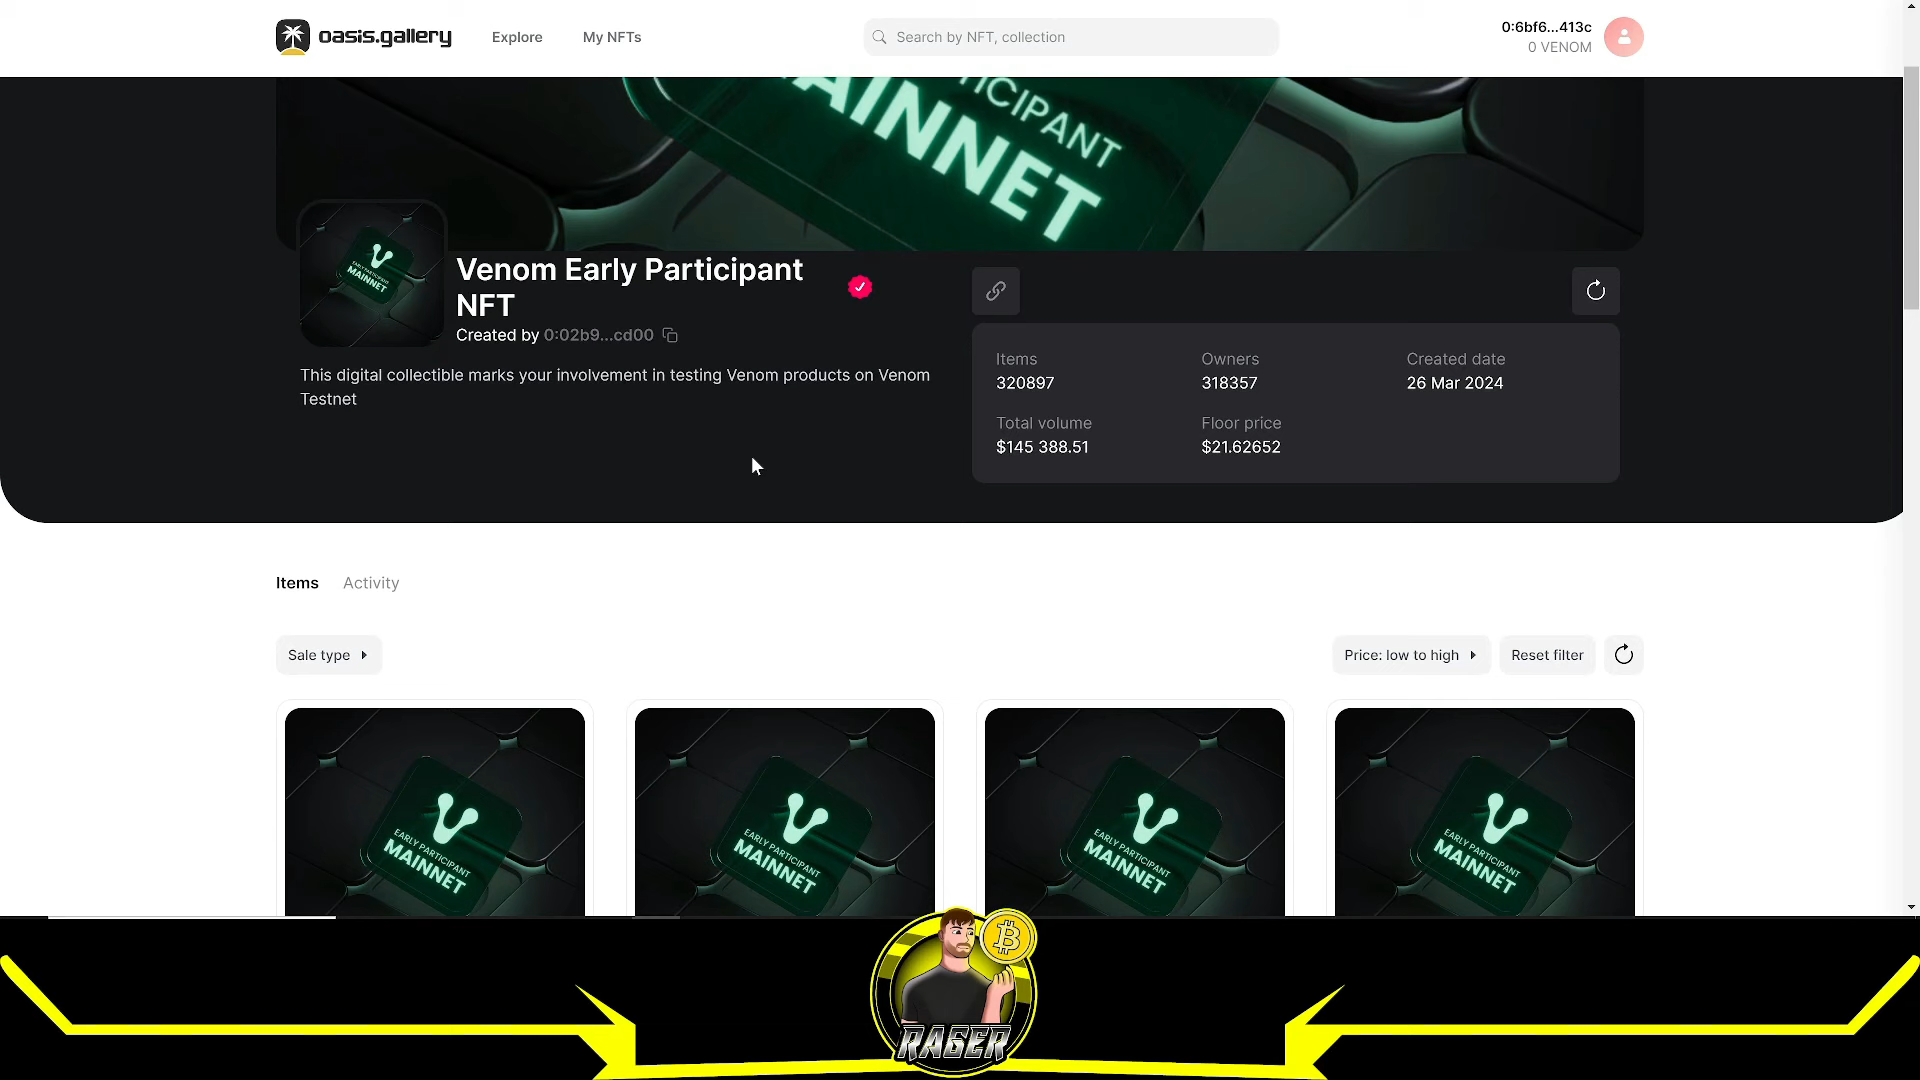 oasis.gallery
Explore
My NFTs
Search by NFT, collection
0:6bf6...413c
0 VENOM
ICIPANT
AINNET
EARLY PARTICIPANT
MAINNET
Venom Early Participant
NFT
Created by 0:02b9...cd00
This digital collectible marks your involvement in testing Venom products on Venom
Testnet
Items
320897
Owners
318357
Created date
26 Mar 2024
Total volume
$145 388.51
Floor price
$21.62652
Items
Activity
Sale type
Price: low to high
Reset filter
EARLY PARTICIPANT
MAINNET
EARLY PARTICIPANT
MAINNET
EARLY PARTICIPANT
MAINNET
EARLY PARTICIPANT
MAINNET
RAGER